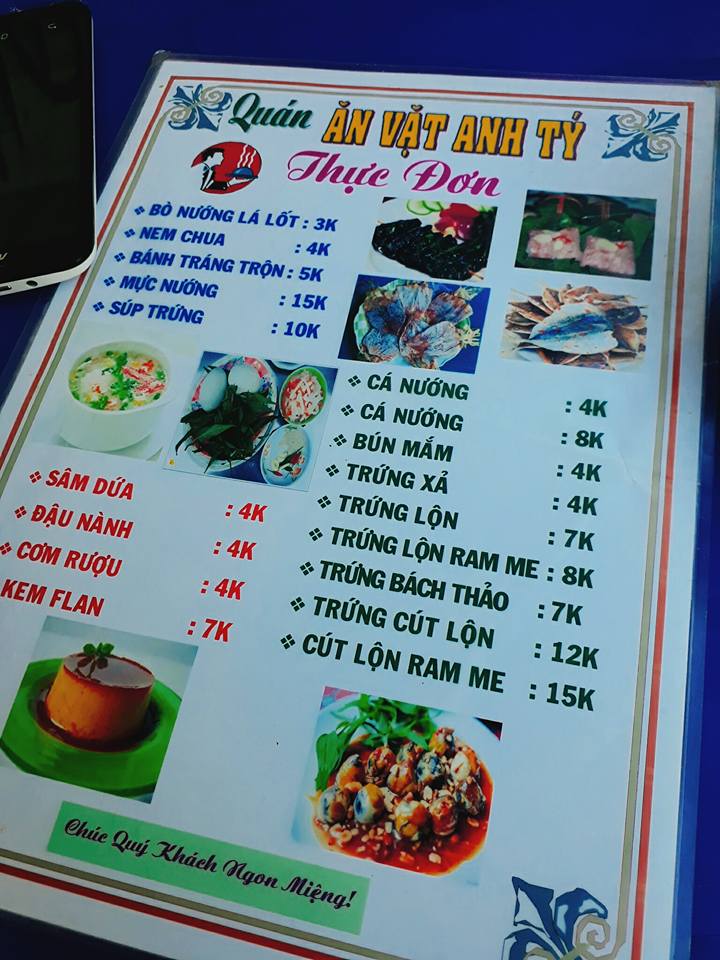 Quán ĂN VẶT ANH TÝ
Thực Đơn
BÒ NƯỚNG LÁ LỐT : 3K
NEM CHUA : 4K
BÁNH TRÁNG TRỘN : 5K
MỰC NƯỚNG : 15K
SÚP TRỨNG : 10K
CÁ NƯỚNG : 4K
CÁ NƯỚNG : 8K
BÚN MẮM : 4K
TRỨNG XẢ : 4K
TRỨNG LỘN : 7K
TRỨNG LỘN RAM ME : 8K
TRỨNG BÁCH THẢO : 7K
TRỨNG CÚT LỘN : 12K
CÚT LỘN RAM ME : 15K
SÂM DỨA : 4K
ĐẬU NÀNH : 4K
CƠM RƯỢU : 4K
KEM FLAN : 7K
Chúc Quý Khách Ngon Miệng!